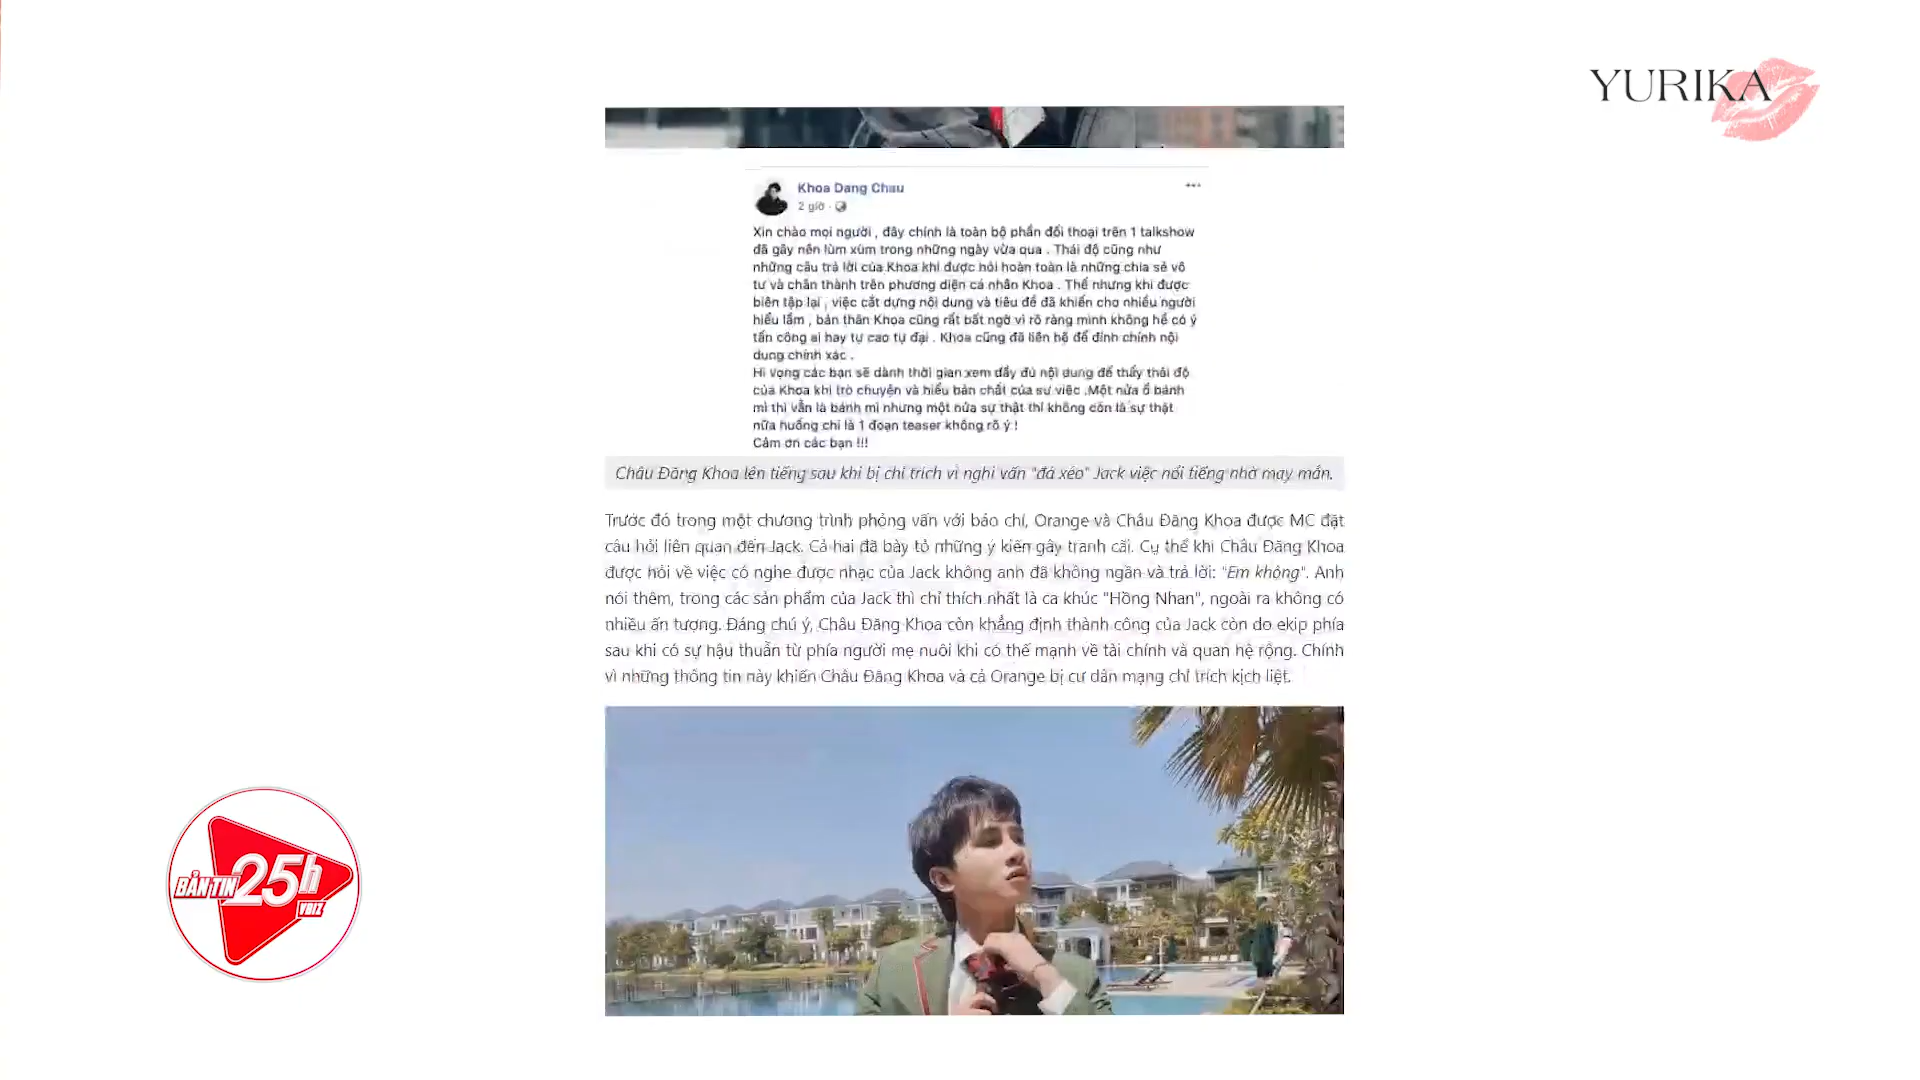 YURIKA
Khoa Dang Chau
2 giờ
Xin chào mọi người , đây chính là toàn bộ phần đối thoại trên 1 talkshow
đã gây nên lùm xùm trong những ngày vừa qua . Thái độ cũng như
những câu trả lời của Khoa khi được hỏi hoàn toàn là những chia sẻ vô
tư và chân thành trên phương diện cá nhân Khoa . Thế nhưng khi được
biên tập lại , việc cắt dựng nội dung và tiêu đề đã khiến cho nhiều người
hiểu lầm , bản thân Khoa cũng rất bất ngờ vì rõ ràng mình không hề có ý
tấn công ai hay tự cao tự đại . Khoa cũng đã liên hệ để đính chính nội
dung chính xác .
Hi vọng các bạn sẽ dành thời gian xem đầy đủ nội dung để thấy thái độ
của Khoa khi trò chuyện và hiểu bản chất của sự việc .Một nửa ổ bánh
mì thì vẫn là bánh mì nhưng một nửa sự thật thì không còn là sự thật
nữa huống chi là 1 đoạn teaser không rõ ý !
Cảm ơn các bạn !!!
Châu Đăng Khoa lên tiếng sau khi bị chỉ trích vì nghi vấn "đá xéo" Jack việc nổi tiếng nhờ may mắn.
Trước đó trong một chương trình phỏng vấn với báo chí, Orange và Châu Đăng Khoa được MC đặt
câu hỏi liên quan đến Jack. Cả hai đã bày tỏ những ý kiến gây tranh cãi. Cụ thể khi Châu Đăng Khoa
được hỏi về việc có nghe được nhạc của Jack không anh đã không ngần và trả lời: "Em không". Anh
nói thêm, trong các sản phẩm của Jack thì chỉ thích nhất là ca khúc "Hồng Nhan", ngoài ra không có
nhiều ấn tượng. Đáng chú ý, Châu Đăng Khoa còn khẳng định thành công của Jack còn do ekip phía
sau khi có sự hậu thuẫn từ phía người mẹ nuôi khi có thế mạnh về tài chính và quan hệ rộng. Chính
vì những thông tin này khiến Châu Đăng Khoa và cả Orange bị cư dân mạng chỉ trích kịch liệt.
BẢN TIN 25h
VOIZ